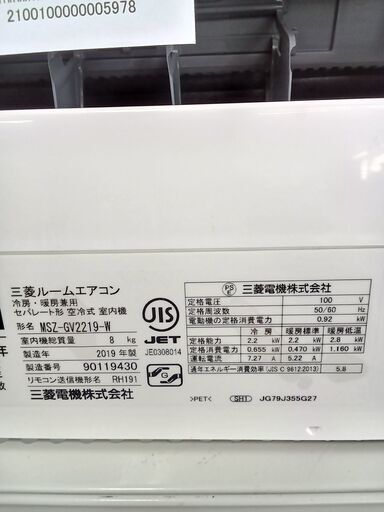 2100100000005978
三菱ルームエアコン
冷房・暖房兼用
セパレート形 空冷式 室内機
形名 MSZ-GV2219-W
室内機総質量 8 kg
製造年 2019 年製
製造番号 90119430
リモコン送信機形名 RH191
三菱電機株式会社
JIS
JET
JE0308014
G
PS
E
三菱電機株式会社
定格電圧 100 V
定格周波数 50/60 Hz
電動機の定格消費電力 0.92 kW
冷房 暖房標準 暖房低温
定格能力 2.2 kW 2.2 kW 2.8 kW
定格消費電力 0.655 kW 0.470 kW 1.160 kW
運転電流 7.27 A 5.22 A
通年エネルギー消費効率(JIS C 9612:2013) 5.8
>PET< SH1 JG79J355G27
年